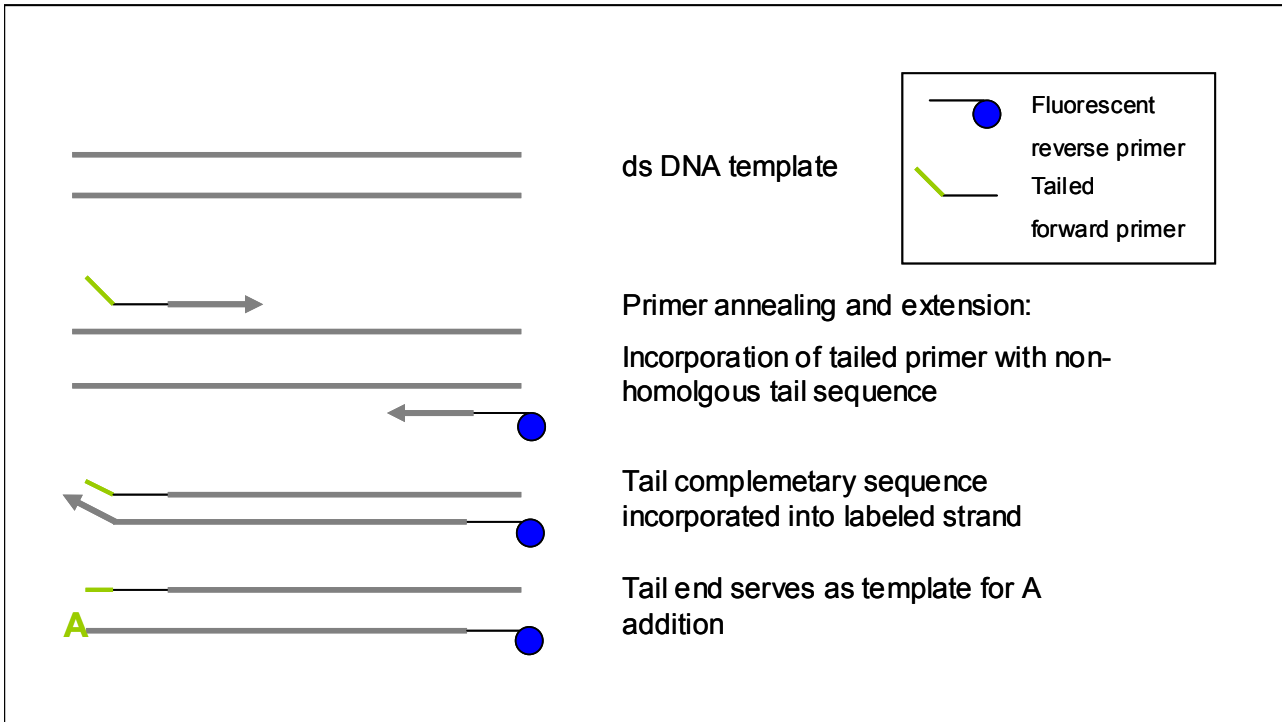 Fluorescent
reverse primer
Tailed
forward primer
ds DNA template
Primer annealing and extension:
Incorporation of tailed primer with non-
homolgous tail sequence
Tail complemetary sequence
incorporated into labeled strand
Tail end serves as template for A
addition
A